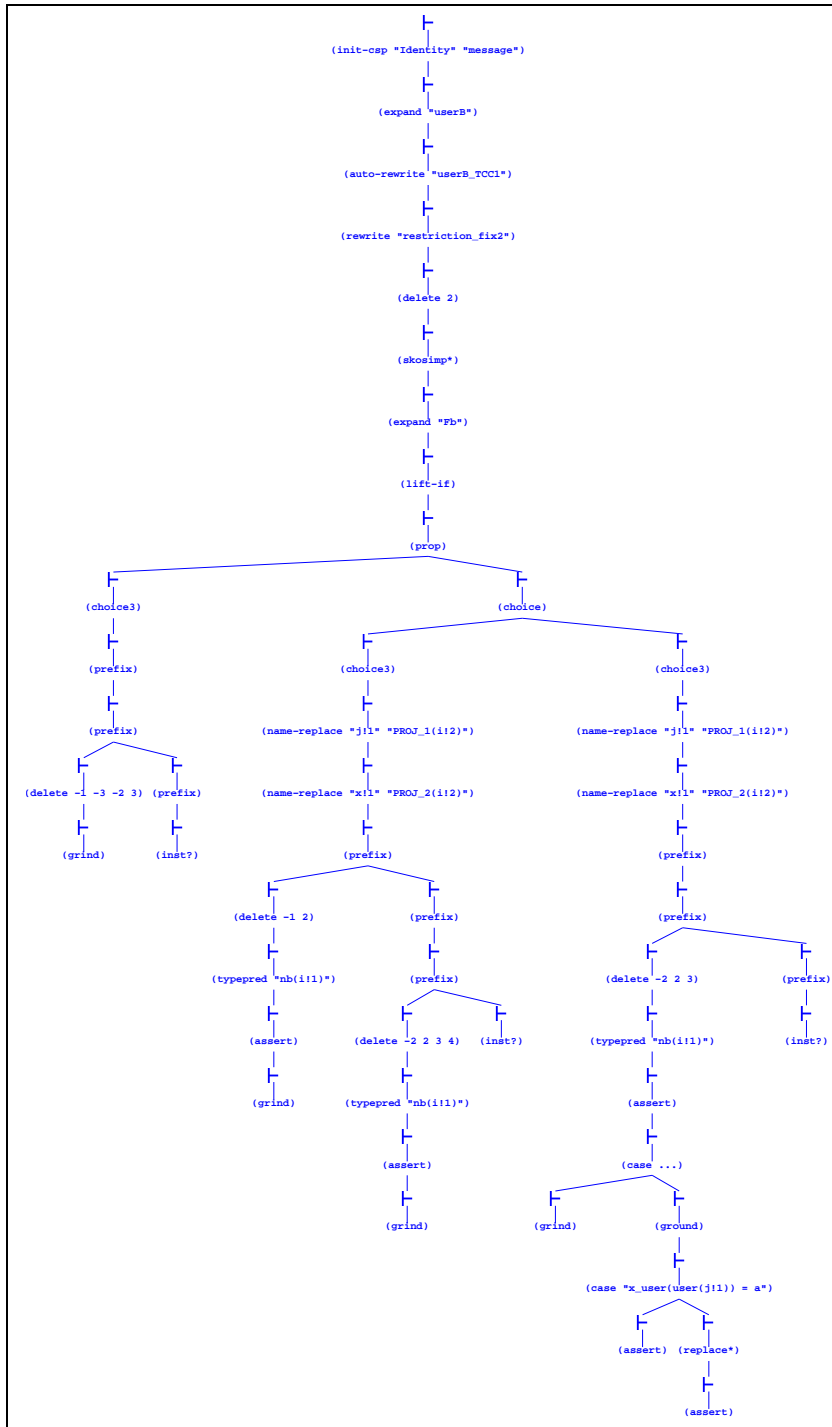 (init-csp "Identity" "message")
(expand "userB")
(auto-rewrite "userB_TCC1")
(rewrite "restriction_fix2")
(delete 2)
(skosimp*)
(expand "Fb")
(lift-if)
(prop)
(choice3) (choice)
(prefix) (choice3) (choice3)
(prefix) (name-replace "j!1" "PROJ_1(i!2)") (name-replace "j!1" "PROJ_1(i!2)")
(delete -1 -3 -2 3) (prefix) (name-replace "x!1" "PROJ_2(i!2)") (name-replace "x!1" "PROJ_2(i!2)")
(grind) (inst?) (prefix) (prefix)
(delete -1 2) (prefix) (prefix)
(typepred "nb(i!1)") (prefix) (delete -2 2 3) (prefix)
(assert) (delete -2 2 3 4) (inst?) (typepred "nb(i!1)") (inst?)
(grind) (typepred "nb(i!1)") (assert)
(assert) (case ...)
(grind) (grind) (ground)
(case "x_user(user(j!1)) = a")
(assert) (replace*)
(assert)